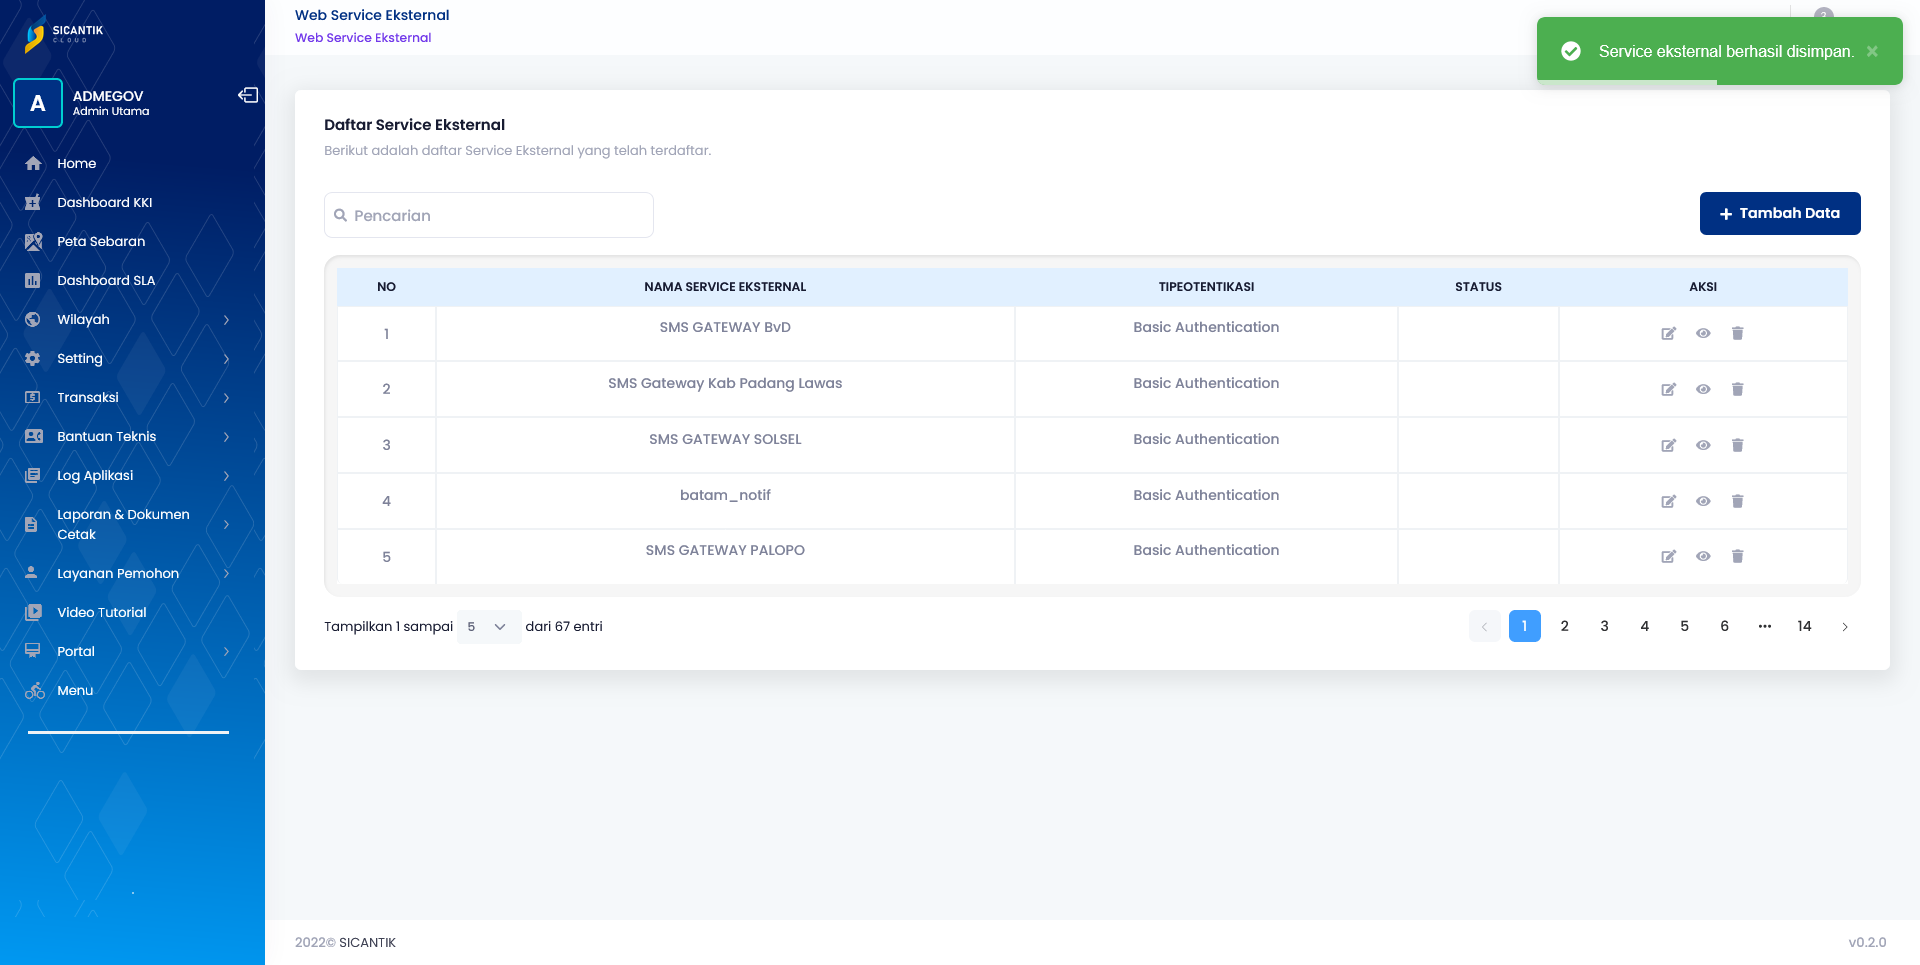 SICANTIK
CLOUD
A
ADMEGOV
Admin Utama
Home
Dashboard KKI
Peta Sebaran
Dashboard SLA
Wilayah
Setting
Transaksi
Bantuan Teknis
Log Aplikasi
Laporan & Dokumen
Cetak
Layanan Pemohon
Video Tutorial
Portal
Menu
Web Service Eksternal
Web Service Eksternal
Service eksternal berhasil disimpan. ×
Daftar Service Eksternal
Berikut adalah daftar Service Eksternal yang telah terdaftar.
Pencarian
+ Tambah Data
NO NAMA SERVICE EKSTERNAL TIPEOTENTIKASI STATUS AKSI
1 SMS GATEWAY BvD Basic Authentication
2 SMS Gateway Kab Padang Lawas Basic Authentication
3 SMS GATEWAY SOLSEL Basic Authentication
4 batam_notif Basic Authentication
5 SMS GATEWAY PALOPO Basic Authentication
Tampilkan 1 sampai 5 dari 67 entri
1 2 3 4 5 6 ••• 14
2022© SICANTIK
v0.2.0